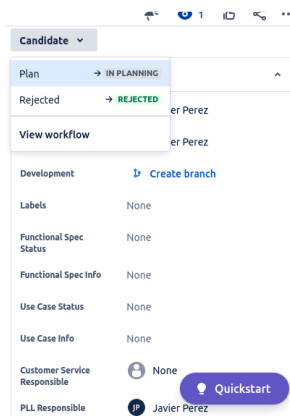 1
Candidate
Plan → IN PLANNING
Rejected → REJECTED
View workflow
er Perez
er Perez
Development Create branch
Labels None
Functional Spec Status None
Functional Spec Info None
Use Case Status None
Use Case Info None
Customer Service Responsible None
Quickstart
PLL Responsible JP Javier Perez